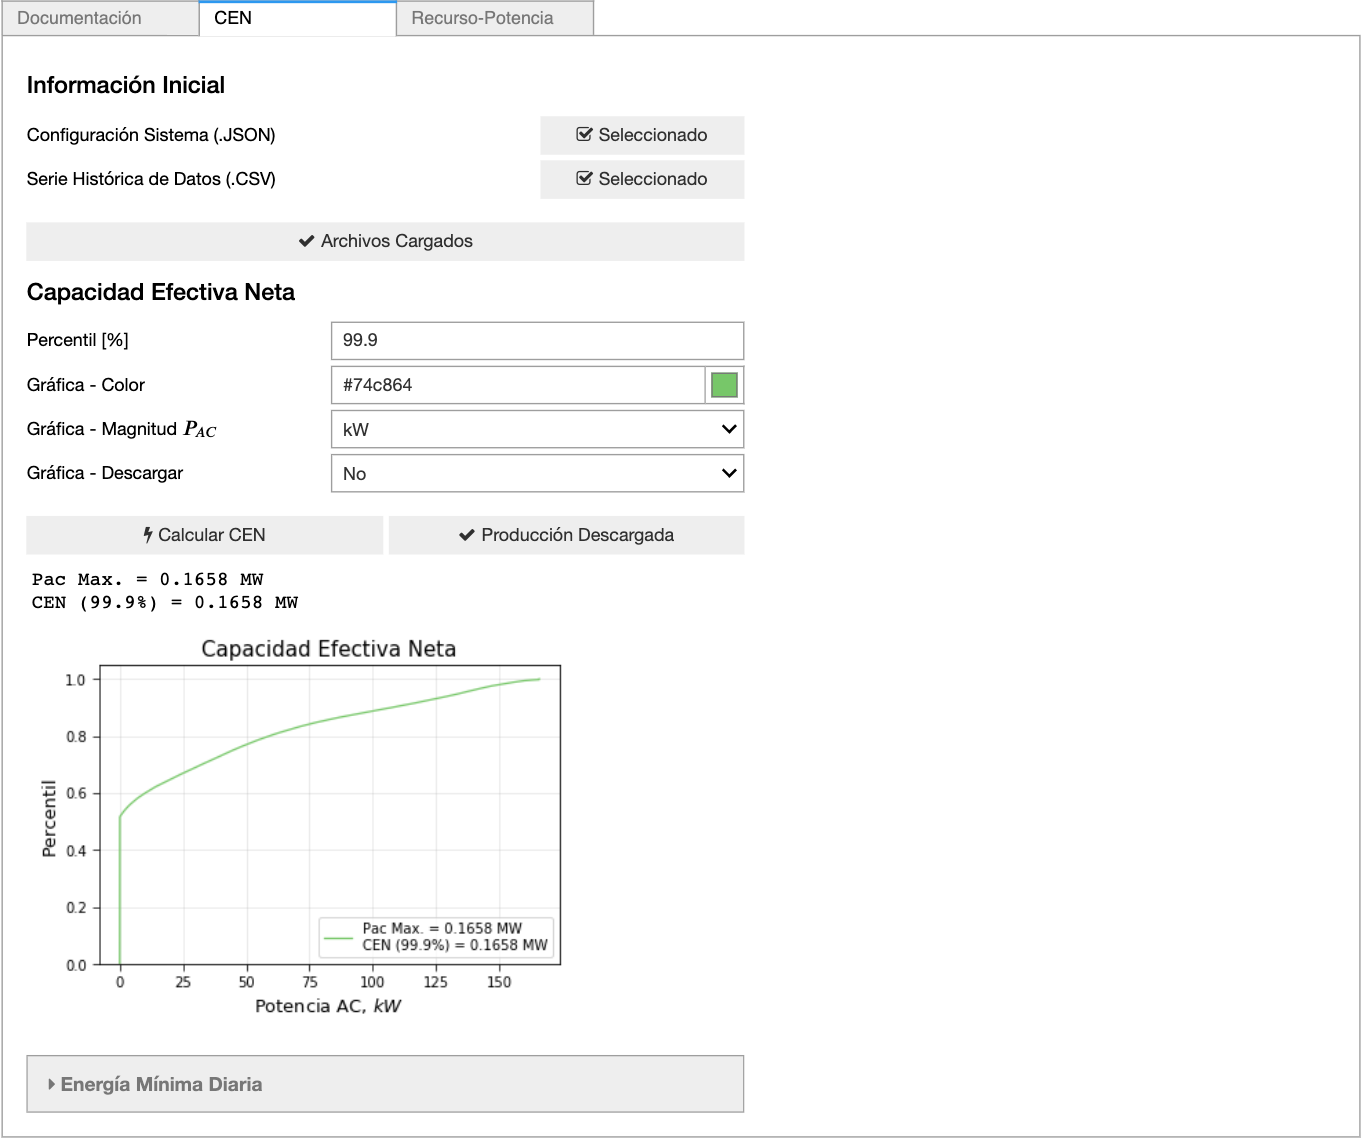 Documentación
CEN
Recurso-Potencia
Información Inicial
Configuración Sistema (.JSON)
Seleccionado
Serie Histórica de Datos (.CSV)
Seleccionado
Archivos Cargados
Capacidad Efectiva Neta
Percentil [%]
99.9
Gráfica - Color
#74c864
Gráfica - Magnitud PAC
kW
Gráfica - Descargar
No
Calcular CEN
Producción Descargada
Pac Max. = 0.1658 MW
CEN (99.9%) = 0.1658 MW
Capacidad Efectiva Neta
1.0
0.8
0.6
0.4
0.2
0.0
Percentil
Pac Max. = 0.1658 MW
CEN (99.9%) = 0.1658 MW
0 25 50 75 100 125 150
Potencia AC, kW
Energía Mínima Diaria